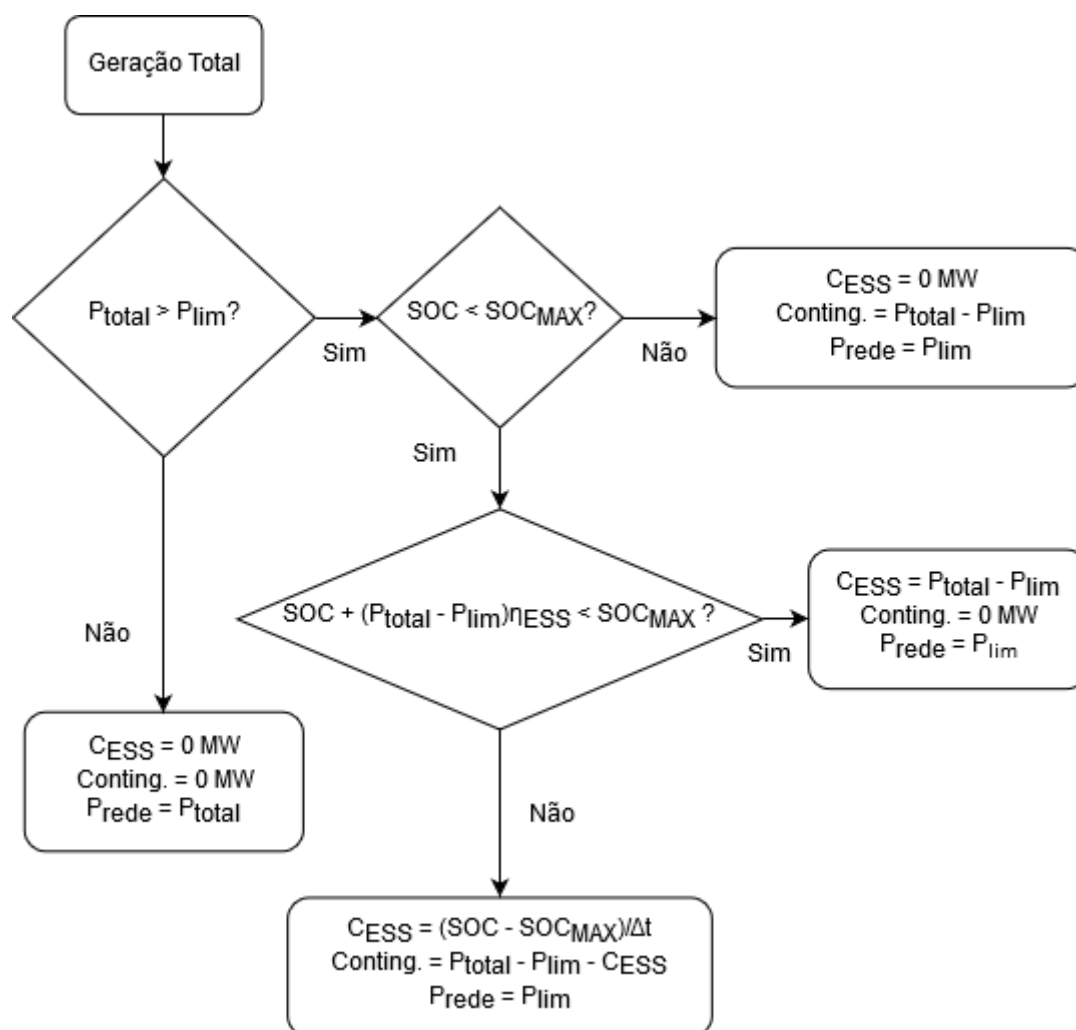 Geração Total
Ptotal > Plim?
Sim
SOC < SOCMAX?
Não
CESS = 0 MW
Conting. = Ptotal - Plim
Prede = Plim
Sim
SOC + (Ptotal - Plim)ηESS < SOCMAX ?
Sim
CESS = Ptotal - Plim
Conting. = 0 MW
Prede = Plim
Não
CESS = 0 MW
Conting. = 0 MW
Prede = Ptotal
Não
CESS = (SOC - SOCMAX)/Δt
Conting. = Ptotal - Plim - CESS
Prede = Plim